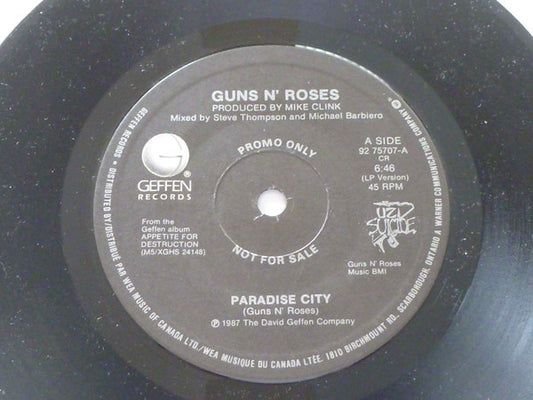 GUNS N' ROSES
PRODUCED BY MIKE CLINK
Mixed by Steve Thompson and Michael Barbiero
PROMO ONLY
A SIDE
92 75707-A
CR
6:46
(LP Version)
45 RPM
GEFFEN
RECORDS
From the
Geffen album
APPETITE FOR
DESTRUCTION
(M5/XGHS 24148)
NOT FOR SALE
UZI
SUICIDE
Guns N' Roses
Music BMI
PARADISE CITY
(Guns N' Roses)
℗ 1987 The David Geffen Company
GEFFEN RECORDS • DISTRIBUTED BY/DISTRIBUÉ PAR WEA MUSIC OF CANADA LTD./WEA MUSIQUE DU CANADA LTÉE. 1810 BIRCHMOUNT RD. SCARBOROUGH, ONTARIO A WARNER COMMUNICATIONS COMPANY